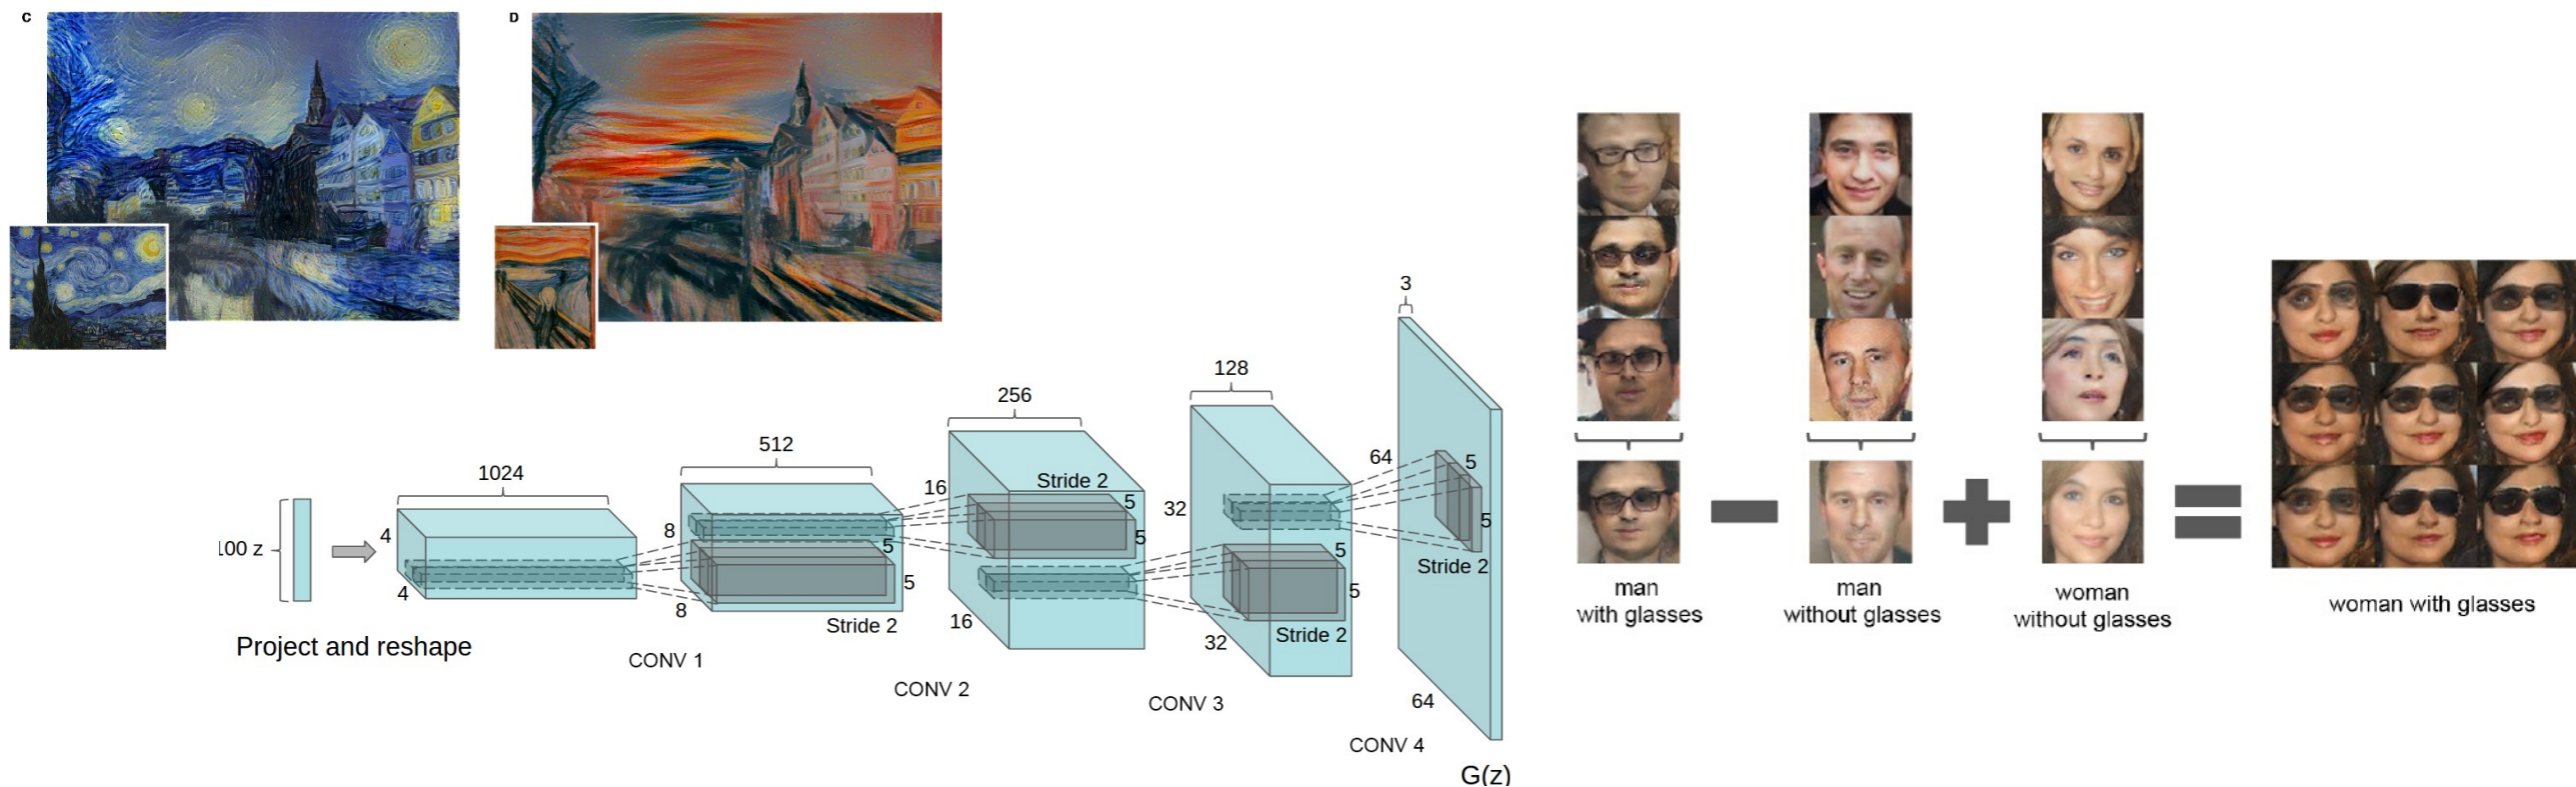 C
D
3
128
256
512
1024
64
5
16
Stride 2
5
32
5
8
4
5
5
100 z
5
Stride 2
4
5
5
8
16
Stride 2
32
Stride 2
Project and reshape
CONV 1
CONV 2
CONV 3
64
CONV 4
G(z)
man
with glasses
man
without glasses
woman
without glasses
woman with glasses